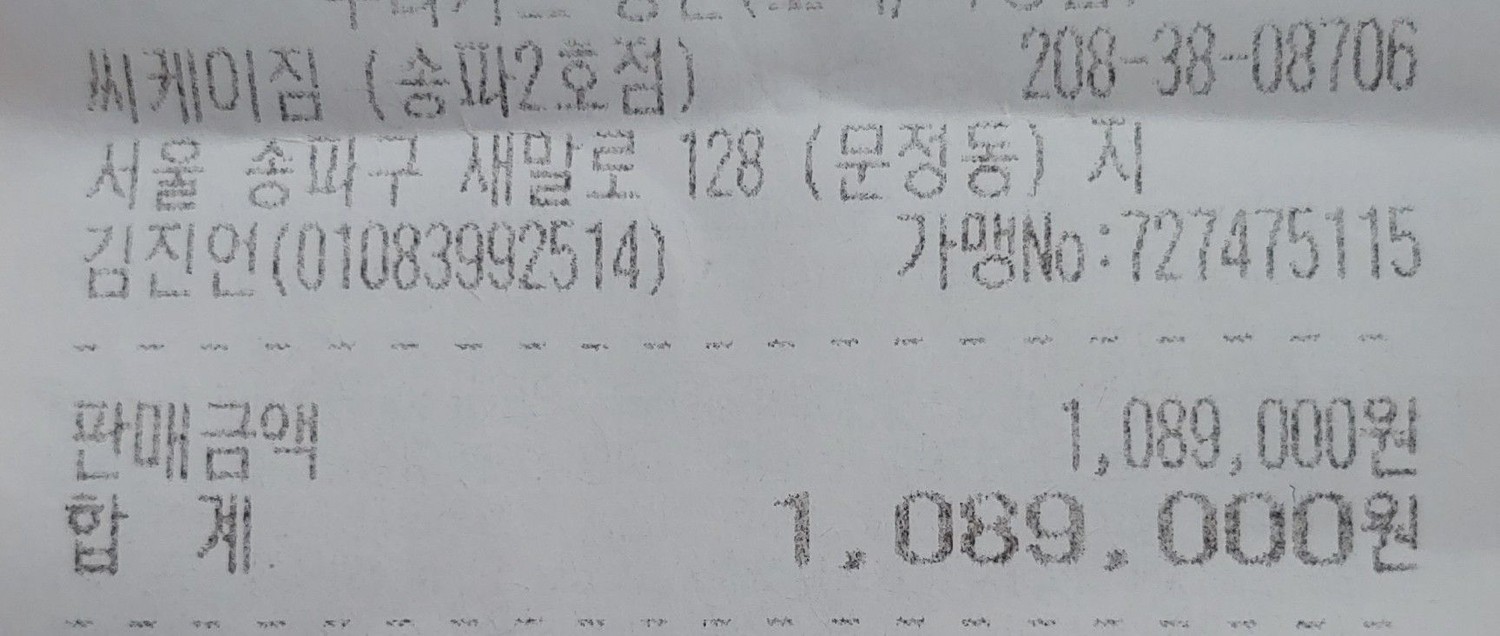 씨케이짐 (송파2호점) 208-38-08706
서울 송파구 새말로 128 (문정동) 지
김진언(01083992514) 가맹No:727475115
판매금액 1,089,000원
합 계 1,089,000원